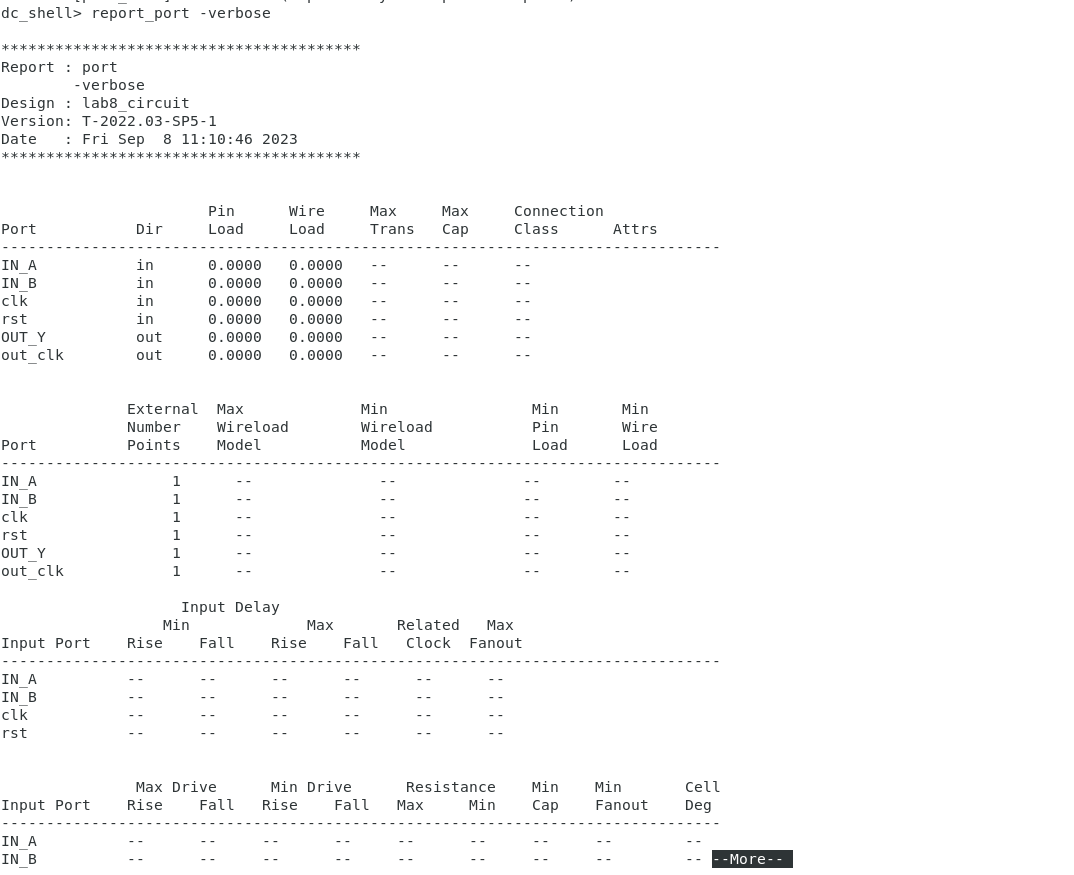 dc_shell> report_port -verbose
****************************************
Report : port
        -verbose
Design : lab8_circuit
Version: T-2022.03-SP5-1
Date   : Fri Sep  8 11:10:46 2023
****************************************
                       Pin      Wire     Max     Max     Connection
Port           Dir     Load     Load     Trans   Cap     Class      Attrs
--------------------------------------------------------------------------------
IN_A           in      0.0000   0.0000   --      --      --
IN_B           in      0.0000   0.0000   --      --      --
clk            in      0.0000   0.0000   --      --      --
rst            in      0.0000   0.0000   --      --      --
OUT_Y          out     0.0000   0.0000   --      --      --
out_clk        out     0.0000   0.0000   --      --      --
              External  Max             Min                Min       Min
              Number    Wireload        Wireload           Pin       Wire
Port          Points    Model           Model              Load      Load
--------------------------------------------------------------------------------
IN_A               1      --              --              --        --
IN_B               1      --              --              --        --
clk                1      --              --              --        --
rst                1      --              --              --        --
OUT_Y              1      --              --              --        --
out_clk            1      --              --              --        --
                    Input Delay
                  Min             Max       Related   Max
Input Port    Rise    Fall    Rise    Fall   Clock  Fanout
--------------------------------------------------------------------------------
IN_A          --      --      --      --      --      --
IN_B          --      --      --      --      --      --
clk           --      --      --      --      --      --
rst           --      --      --      --      --      --
               Max Drive      Min Drive      Resistance    Min    Min       Cell
Input Port    Rise    Fall   Rise    Fall   Max     Min    Cap    Fanout    Deg
--------------------------------------------------------------------------------
IN_A          --      --     --      --     --      --     --     --        --
IN_B          --      --     --      --     --      --     --     --        -- --More--